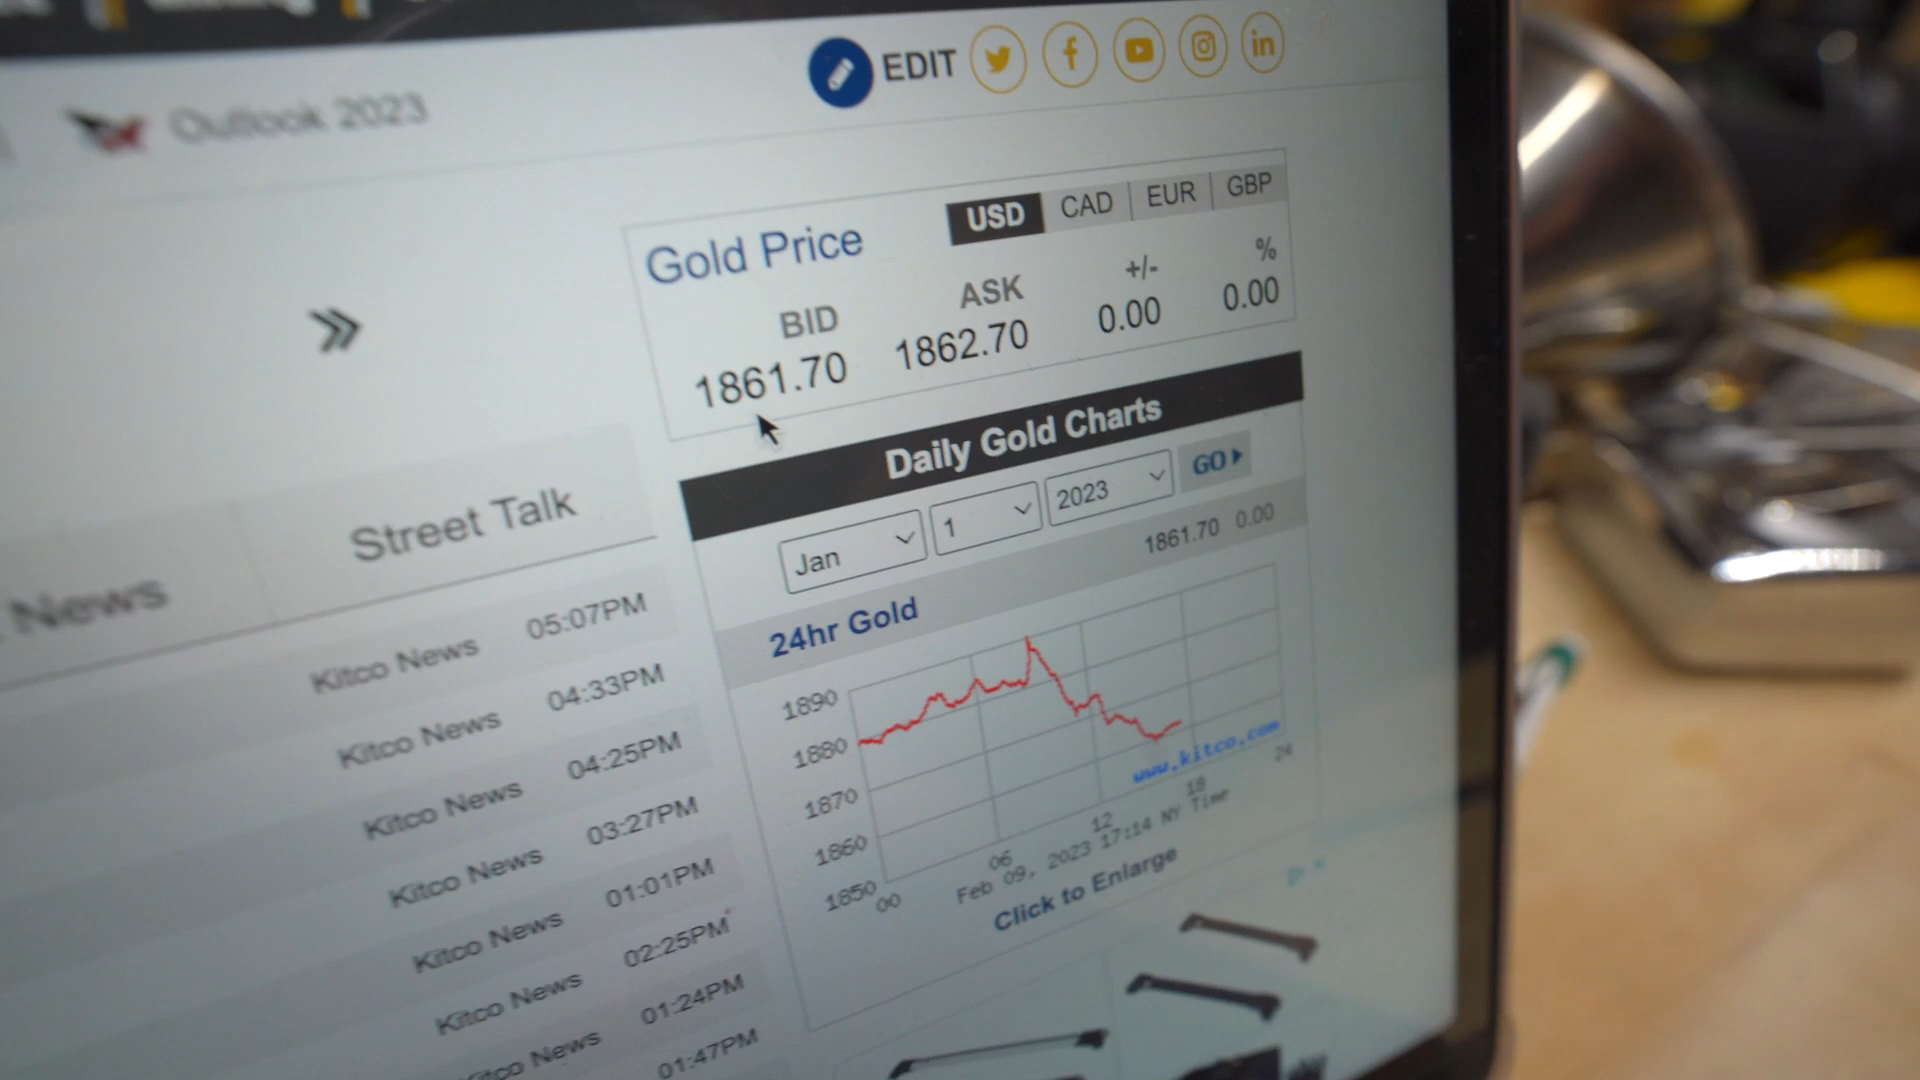 EDIT
Outlook 2023
Gold Price
USD CAD EUR GBP
BID ASK +/- %
1861.70 1862.70 0.00 0.00
Daily Gold Charts
Jan 1 2023 GO
1861.70 0.00
24hr Gold
1890
1880
1870
1860
1850
00 06 12 18 24
www.kitco.com
Feb 09, 2023 17:14 NY Time
Click to Enlarge
News Street Talk
Kitco News 05:07PM
Kitco News 04:33PM
Kitco News 04:25PM
Kitco News 03:27PM
Kitco News 01:01PM
Kitco News 02:25PM
Kitco News 01:24PM
01:47PM